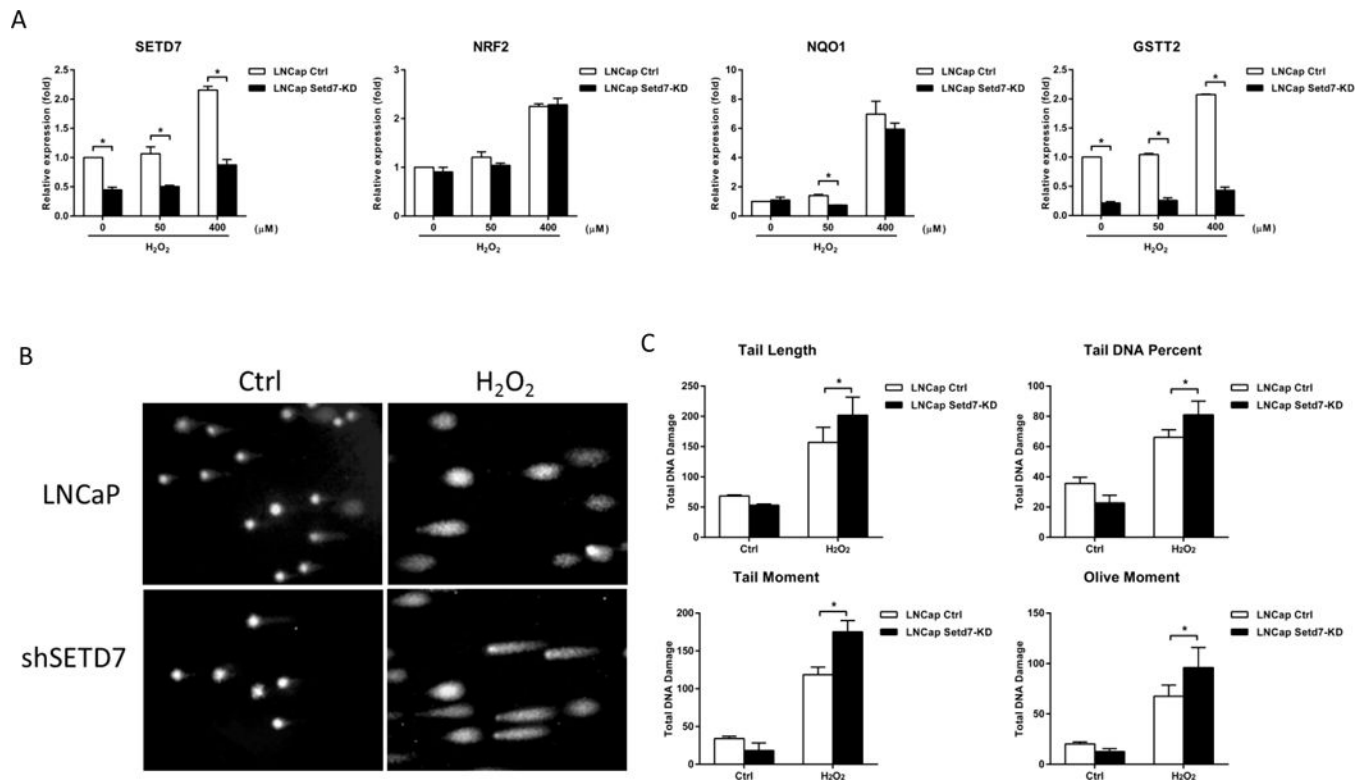 A
SETD7
Relative expression (fold)
2.5
2.0
1.5
1.0
0.5
0.0
*
*
*
LNCap Ctrl
LNCap Setd7-KD
0 50 400 (μM)
H₂O₂
NRF2
Relative expression (fold)
3
2
1
0
LNCap Ctrl
LNCap Setd7-KD
0 50 400 (μM)
H₂O₂
NQO1
Relative expression (fold)
10
8
6
4
2
0
*
LNCap Ctrl
LNCap Setd7-KD
0 50 400 (μM)
H₂O₂
GSTT2
Relative expression (fold)
2.5
2.0
1.5
1.0
0.5
0.0
*
*
*
LNCap Ctrl
LNCap Setd7-KD
0 50 400 (μM)
H₂O₂
B
Ctrl H₂O₂
LNCaP
shSETD7
C
Tail Length
Total DNA Damage
250
200
150
100
50
0
*
LNCap Ctrl
LNCap Setd7-KD
Ctrl H₂O₂
Tail DNA Percent
Total DNA Damage
100
80
60
40
20
0
*
LNCap Ctrl
LNCap Setd7-KD
Ctrl H₂O₂
Tail Moment
Total DNA Damage
200
150
100
50
0
*
LNCap Ctrl
LNCap Setd7-KD
Ctrl H₂O₂
Olive Moment
Total DNA Damage
150
100
50
0
*
LNCap Ctrl
LNCap Setd7-KD
Ctrl H₂O₂